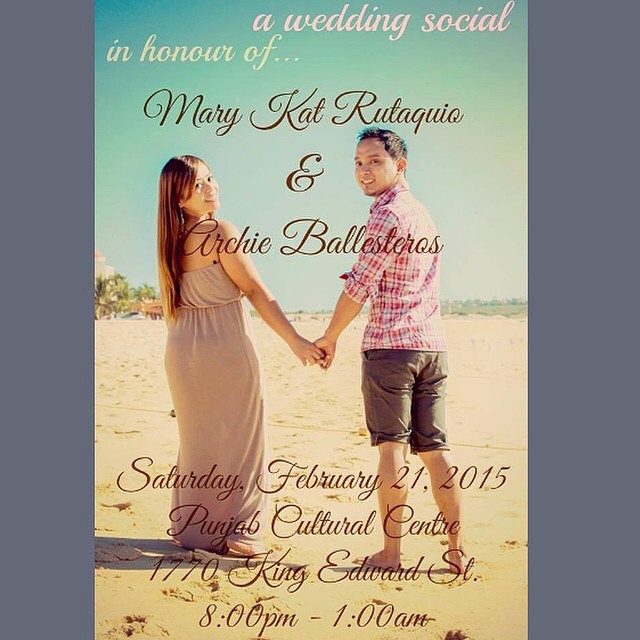 a wedding social
in honour of...
Mary Kat Rutaquio
&
Archie Ballesteros
Saturday, February 21, 2015
Punjab Cultural Centre
1770 King Edward St.
8:00pm - 1:00am